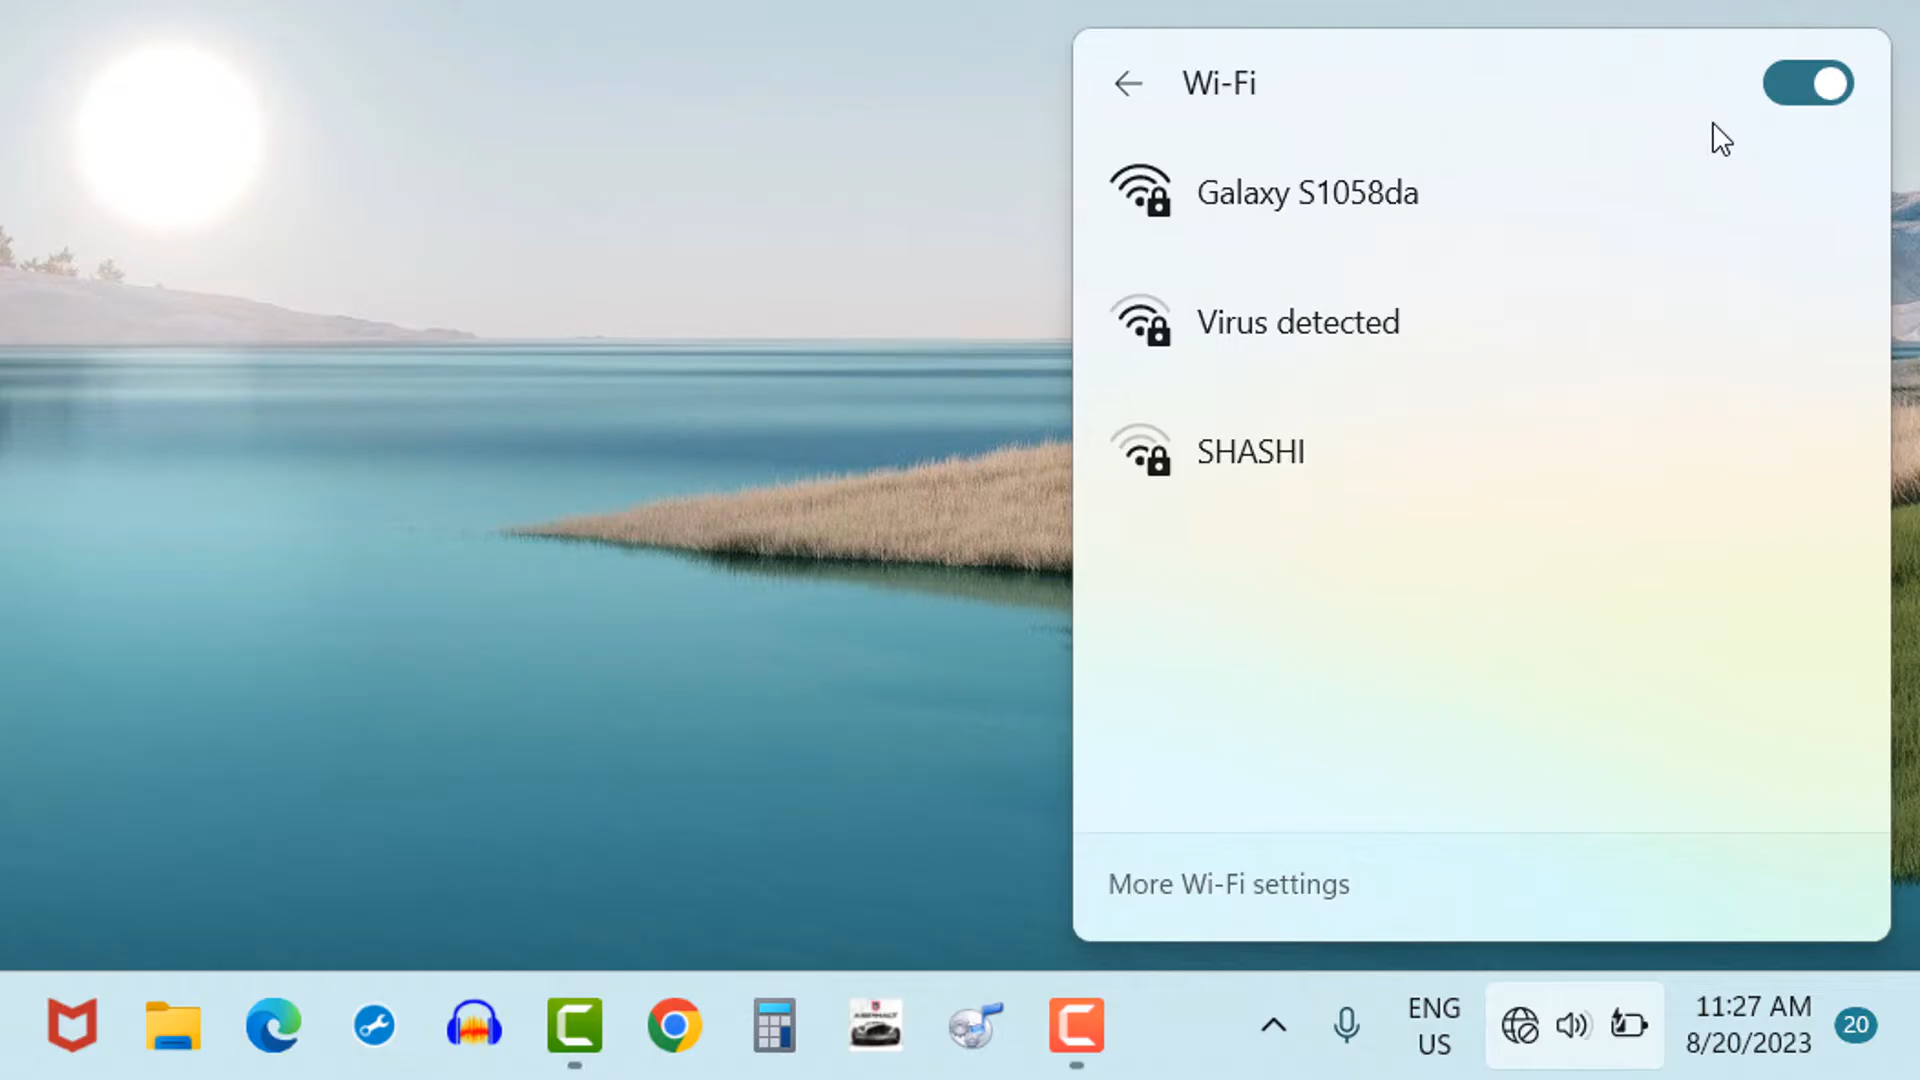 Wi-Fi
Galaxy S1058da
Virus detected
SHASHI
More Wi-Fi settings
ASPHALT
ENG
US
11:27 AM
8/20/2023
20